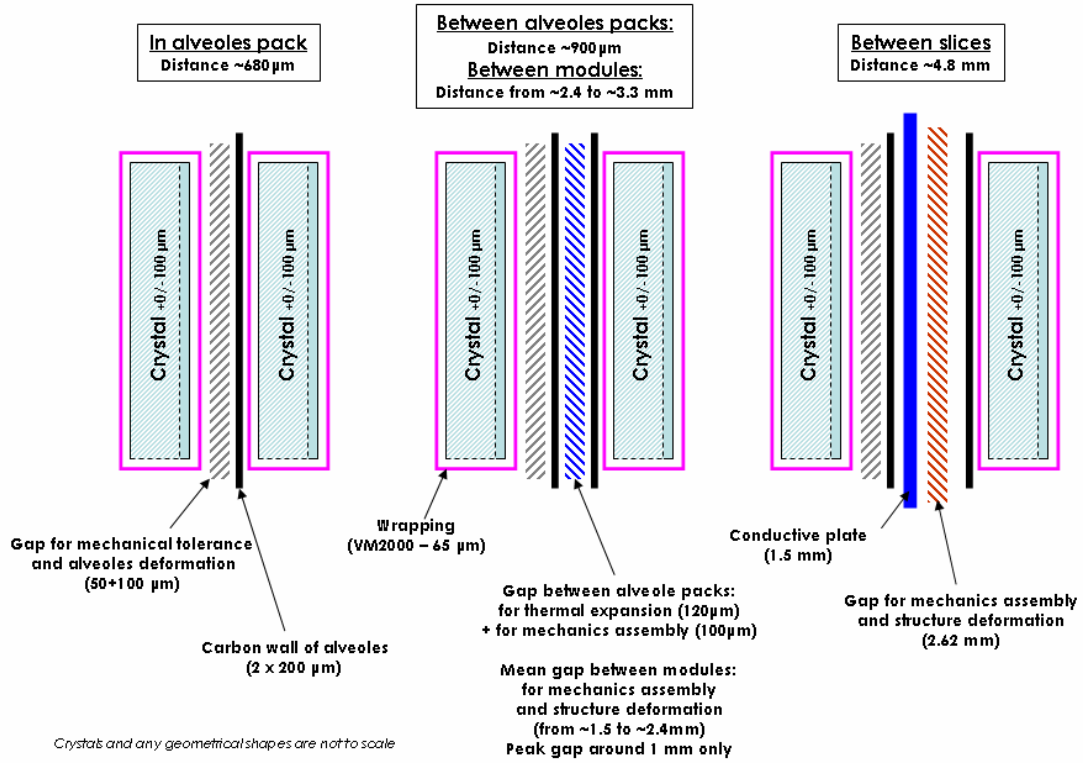 In alveoles pack
Distance ~680µm
Between alveoles packs:
Distance ~900µm
Between modules:
Distance from ~2.4 to ~3.3 mm
Between slices
Distance ~4.8 mm
Crystal +0/-100 µm
Crystal +0/-100 µm
Crystal +0/-100 µm
Crystal +0/-100 µm
Crystal +0/-100 µm
Crystal +0/-100 µm
Gap for mechanical tolerance
and alveoles deformation
(50+100 µm)
Carbon wall of alveoles
(2 x 200 µm)
Wrapping
(VM2000 – 65 µm)
Gap between alveole packs:
for thermal expansion (120µm)
+ for mechanics assembly (100µm)
Mean gap between modules:
for mechanics assembly
and structure deformation
(from ~1.5 to ~2.4mm)
Peak gap around 1 mm only
Conductive plate
(1.5 mm)
Gap for mechanics assembly
and structure deformation
(2.62 mm)
Crystals and any geometrical shapes are not to scale